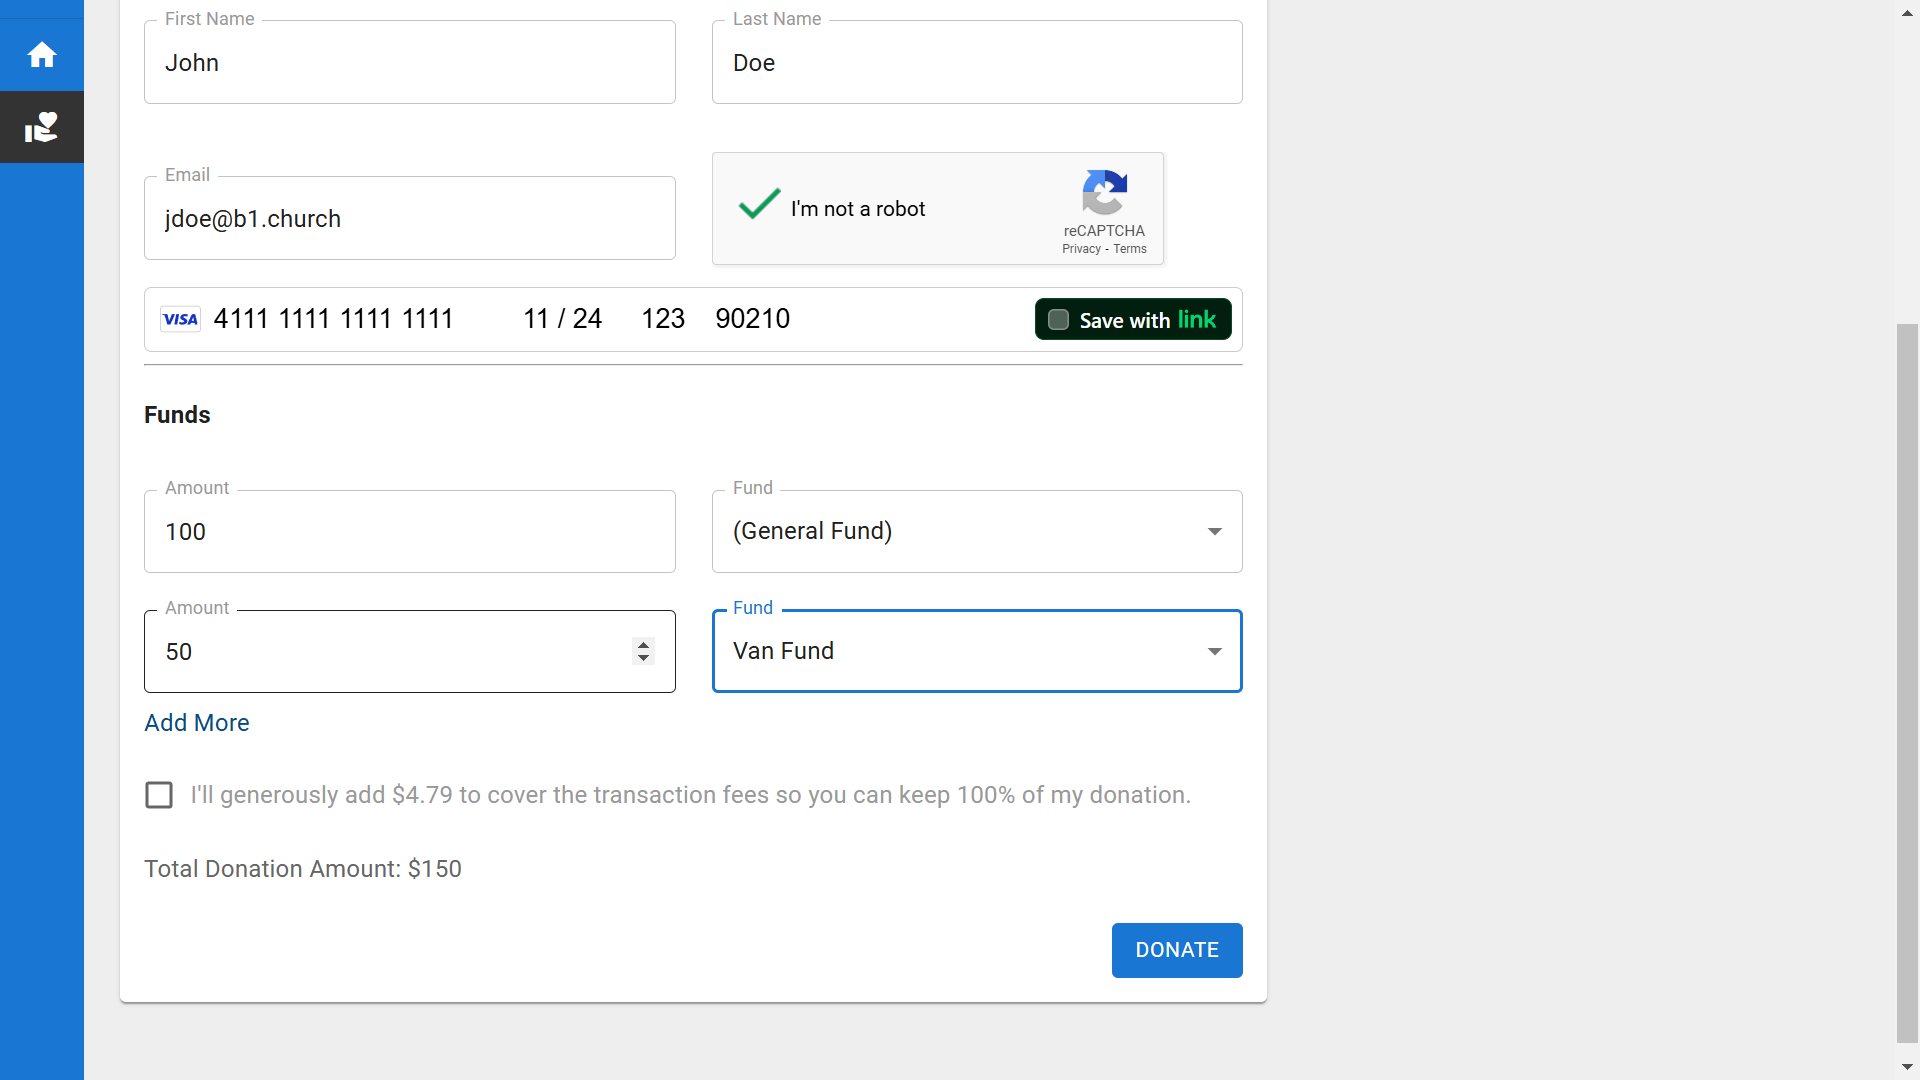 First Name
Last Name
John
Doe
Email
jdoe@b1.church
I'm not a robot
reCAPTCHA
Privacy - Terms
VISA 4111 1111 1111 1111 11 / 24 123 90210 Save with link
Funds
Amount
Fund
100
(General Fund)
Amount
Fund
50
Van Fund
Add More
I'll generously add $4.79 to cover the transaction fees so you can keep 100% of my donation.
Total Donation Amount: $150
DONATE